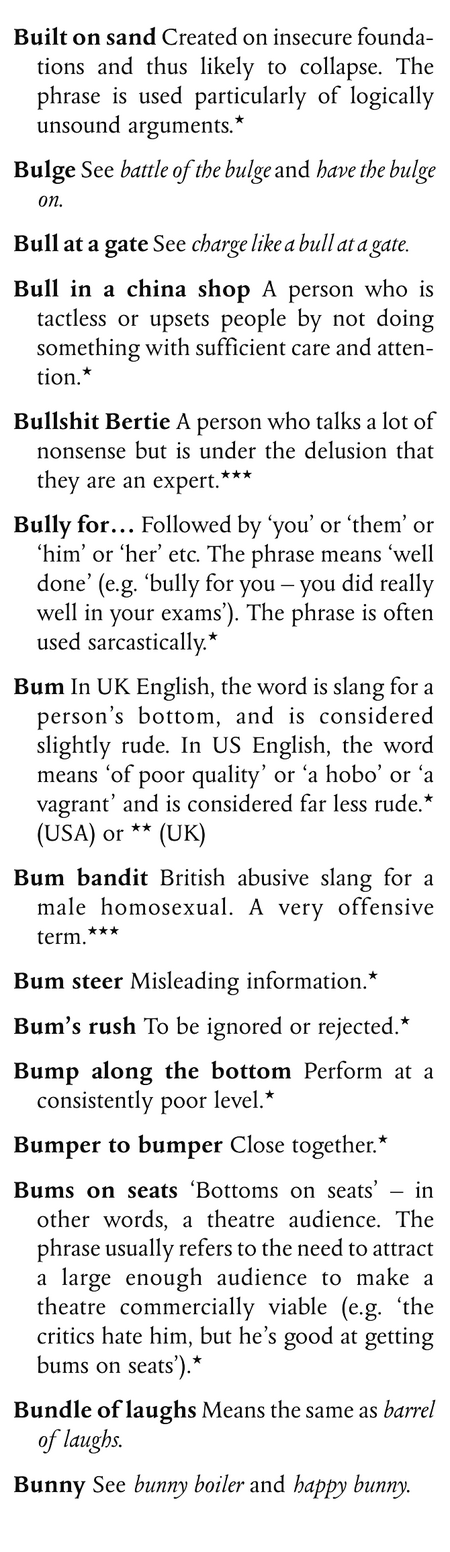 Built on sand Created on insecure founda-
tions and thus likely to collapse. The
phrase is used particularly of logically
unsound arguments.★
Bulge See battle of the bulge and have the bulge
on.
Bull at a gate See charge like a bull at a gate.
Bull in a china shop A person who is
tactless or upsets people by not doing
something with sufficient care and atten-
tion.★
Bullshit Bertie A person who talks a lot of
nonsense but is under the delusion that
they are an expert.★★★
Bully for… Followed by ‘you’ or ‘them’ or
‘him’ or ‘her’ etc. The phrase means ‘well
done’ (e.g. ‘bully for you – you did really
well in your exams’). The phrase is often
used sarcastically.★
Bum In UK English, the word is slang for a
person’s bottom, and is considered
slightly rude. In US English, the word
means ‘of poor quality’ or ‘a hobo’ or ‘a
vagrant’ and is considered far less rude.★
(USA) or ★★ (UK)
Bum bandit British abusive slang for a
male homosexual. A very offensive
term.★★★
Bum steer Misleading information.★
Bum’s rush To be ignored or rejected.★
Bump along the bottom Perform at a
consistently poor level.★
Bumper to bumper Close together.★
Bums on seats ‘Bottoms on seats’ – in
other words, a theatre audience. The
phrase usually refers to the need to attract
a large enough audience to make a
theatre commercially viable (e.g. ‘the
critics hate him, but he’s good at getting
bums on seats’).★
Bundle of laughs Means the same as barrel
of laughs.
Bunny See bunny boiler and happy bunny.